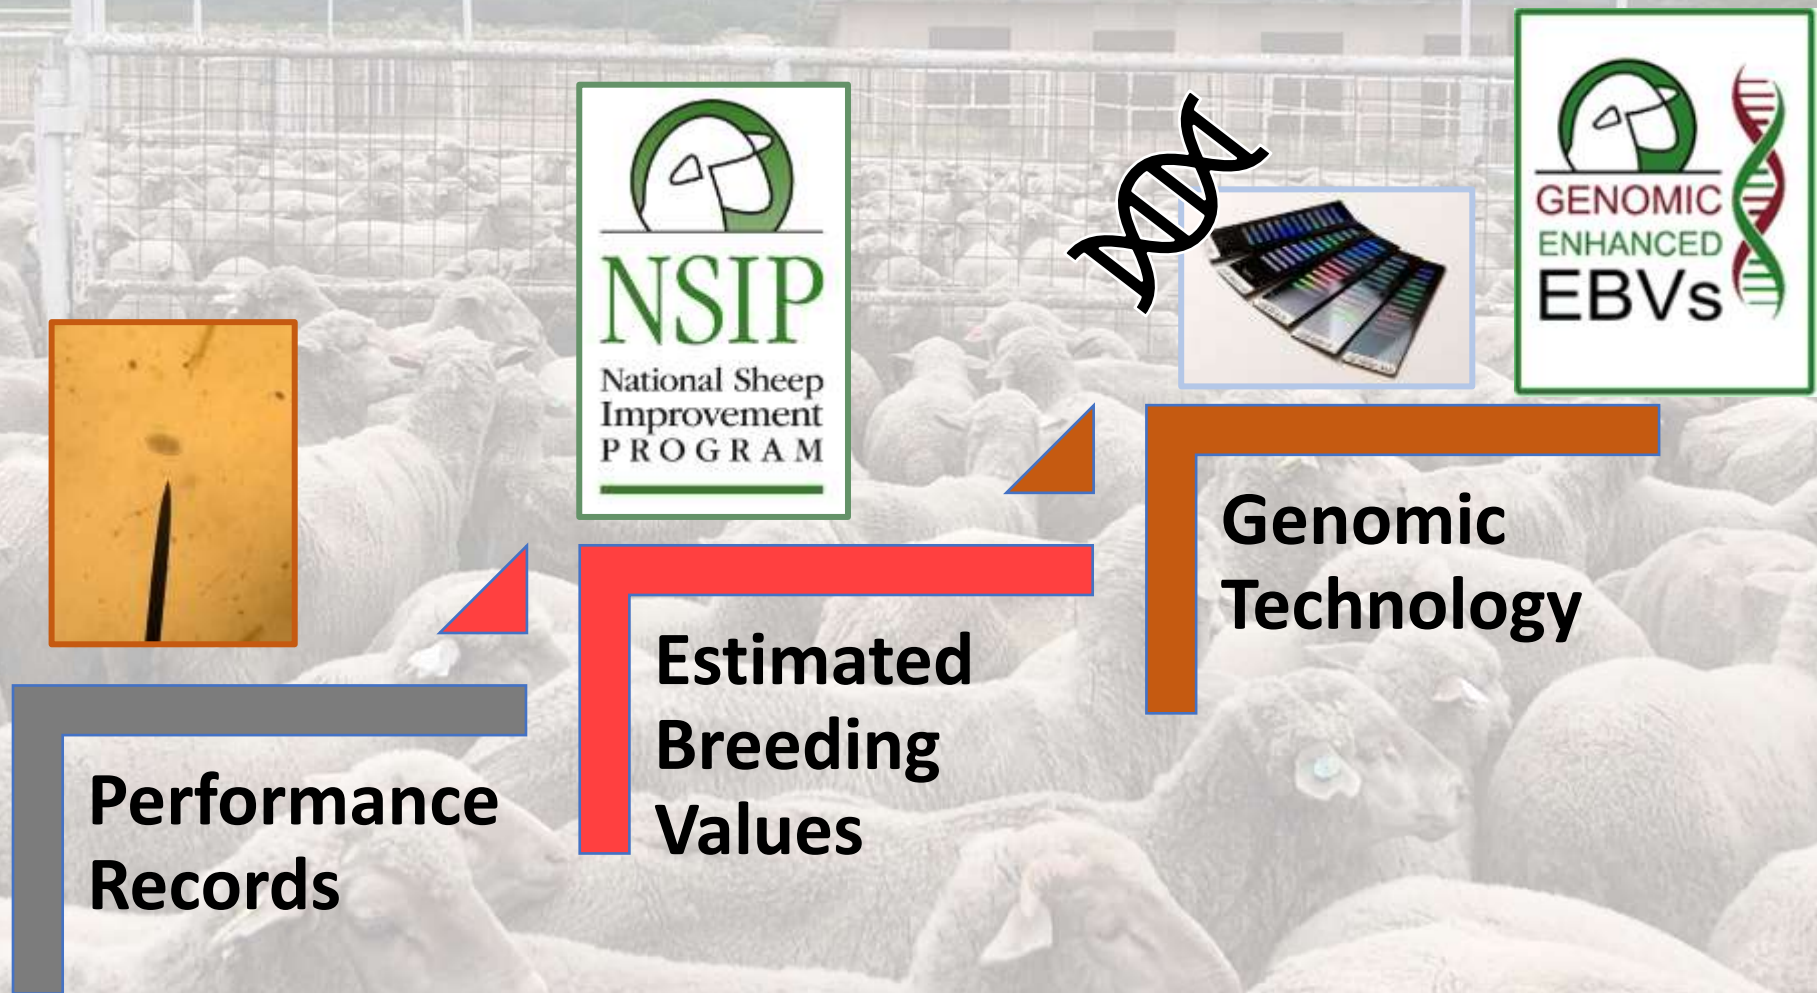 Performance
Records
NSIP
National Sheep
Improvement
PROGRAM
Estimated
Breeding
Values
GENOMIC
ENHANCED
EBVs
Genomic
Technology